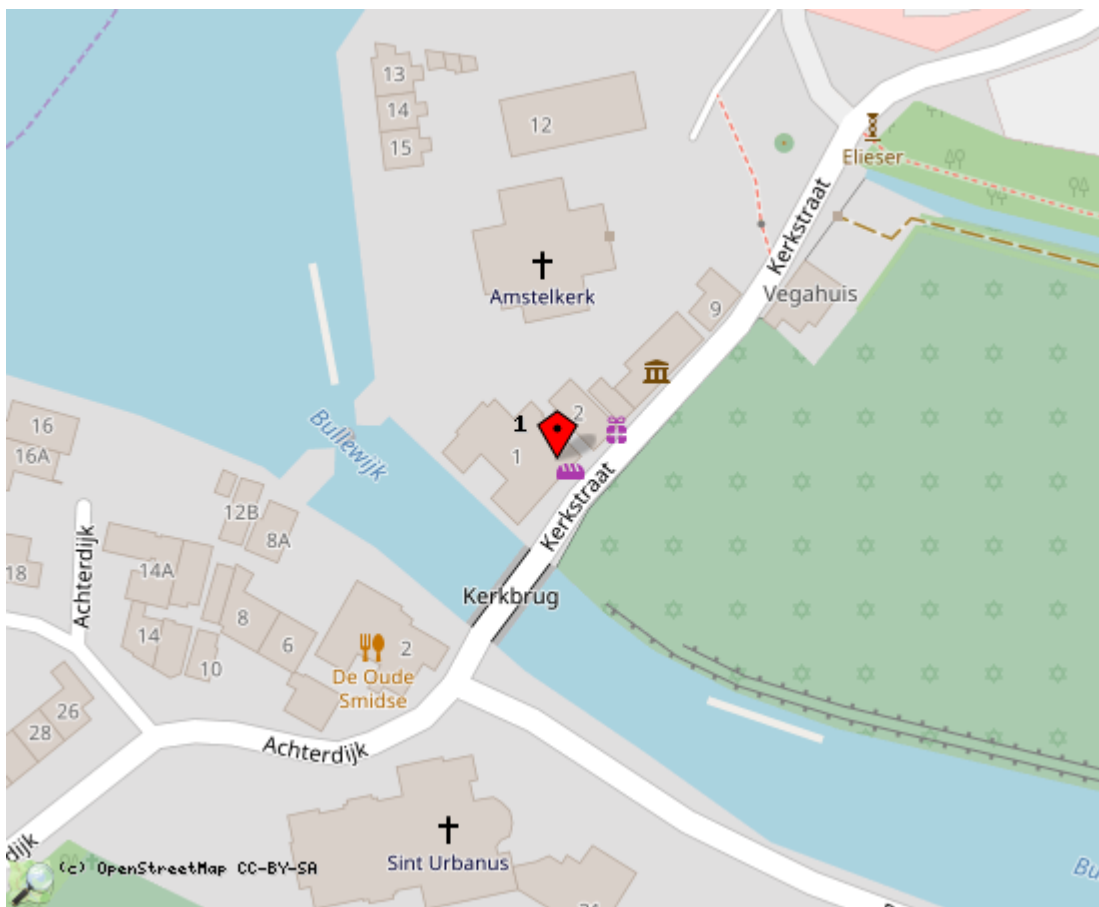 13
14
15
12
Elieser
Kerkstraat
Amstelkerk
Vegahuis
9
16
16A
Bullewijk
1
2
1
Kerkstraat
12B
8A
Achterdijk
14A
18
Kerkbrug
8
14
6
2
10
De Oude
Smidse
26
28
Achterdijk
dijk
Sint Urbanus
(c) OpenStreetMap CC-BY-SA
Bu